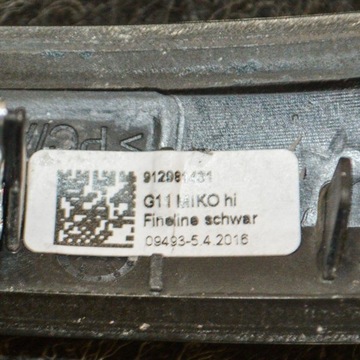 912981431
G11 MIKO hi
Fineline schwar
09493-5.4.2016